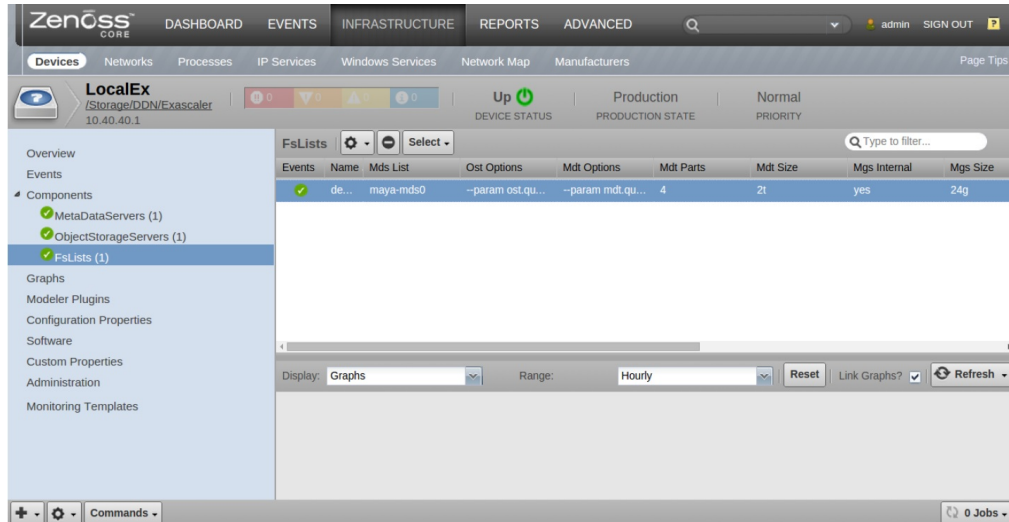 Zenoss CORE DASHBOARD EVENTS INFRASTRUCTURE REPORTS ADVANCED admin SIGN OUT ?
Devices Networks Processes IP Services Windows Services Network Map Manufacturers Page Tips
LocalEx
/Storage/DDN/Exascaler
10.40.40.1
0 0 0 0
Up
DEVICE STATUS
Production
PRODUCTION STATE
Normal
PRIORITY
Overview
Events
Components
MetaDataServers (1)
ObjectStorageServers (1)
FsLists (1)
Graphs
Modeler Plugins
Configuration Properties
Software
Custom Properties
Administration
Monitoring Templates
FsLists Select Type to filter...
Events Name Mds List Ost Options Mdt Options Mdt Parts Mdt Size Mgs Internal Mgs Size
de... maya-mds0 --param ost.qu... --param mdt.qu... 4 2t yes 24g
Display: Graphs Range: Hourly Reset Link Graphs? Refresh
Commands 0 Jobs